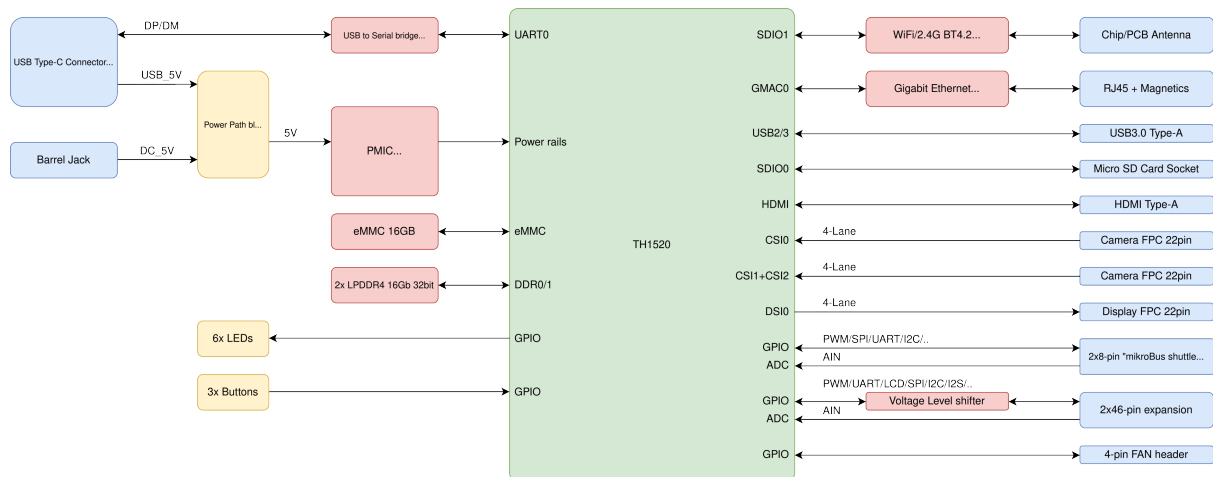 DP/DM
USB Type-C Connector...
USB to Serial bridge...
UART0
USB_5V
Power Path bl...
5V
Barrel Jack
DC_5V
PMIC...
Power rails
eMMC 16GB
eMMC
2x LPDDR4 16Gb 32bit
DDR0/1
6x LEDs
GPIO
3x Buttons
GPIO
TH1520
SDIO1
WiFi/2.4G BT4.2...
Chip/PCB Antenna
GMAC0
Gigabit Ethernet...
RJ45 + Magnetics
USB2/3
USB3.0 Type-A
SDIO0
Micro SD Card Socket
HDMI
HDMI Type-A
CSI0
4-Lane
Camera FPC 22pin
CSI1+CSI2
4-Lane
Camera FPC 22pin
DSI0
4-Lane
Display FPC 22pin
GPIO
PWM/SPI/UART/I2C/..
2x8-pin "mikroBus shuttle...
ADC
AIN
PWM/UART/LCD/SPI/I2C/I2S/..
GPIO
Voltage Level shifter
2x46-pin expansion
ADC
AIN
GPIO
4-pin FAN header